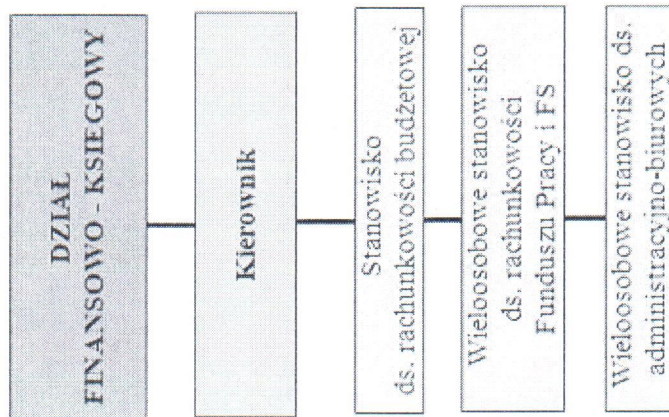 DZIAŁ
FINANSOWO - KSIĘGOWY
Kierownik
Stanowisko
ds. rachunkowości budżetowej
Wieloosobowe stanowisko
ds. rachunkowości
Funduszu Pracy i FS
Wieloosobowe stanowisko ds.
administracyjno-biurowych